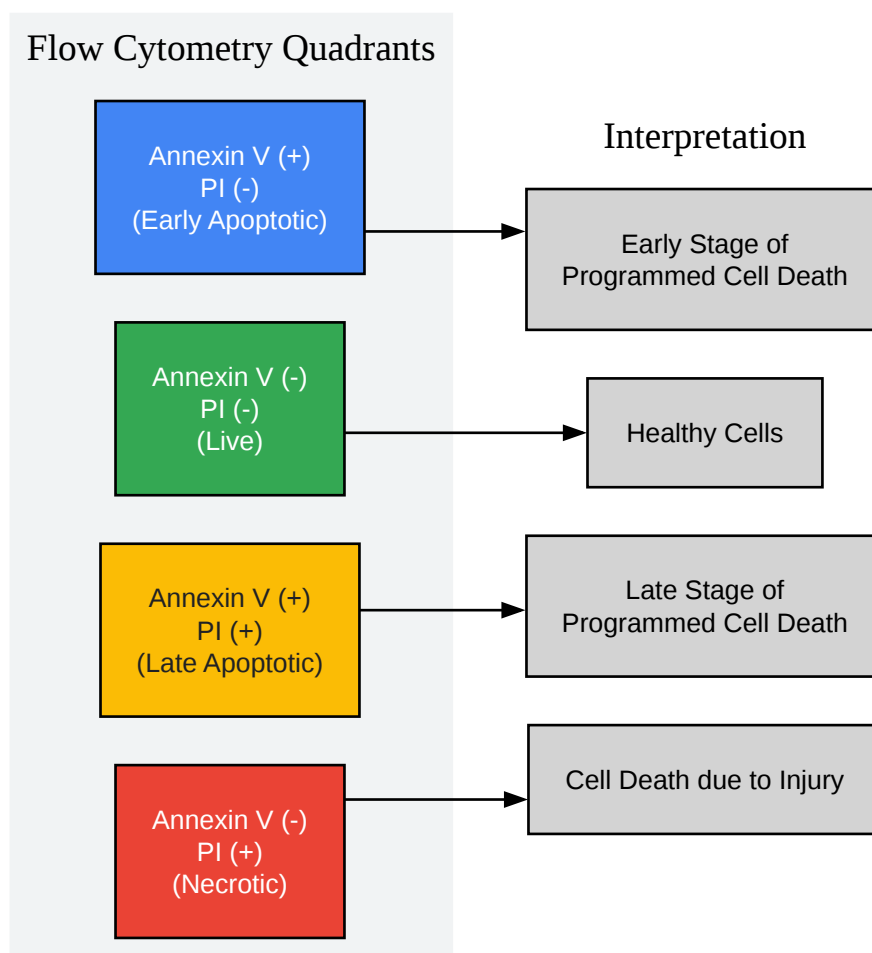 Flow Cytometry Quadrants
Annexin V (+)
PI (-)
(Early Apoptotic)
Annexin V (-)
PI (-)
(Live)
Annexin V (+)
PI (+)
(Late Apoptotic)
Annexin V (-)
PI (+)
(Necrotic)
Interpretation
Early Stage of
Programmed Cell Death
Healthy Cells
Late Stage of
Programmed Cell Death
Cell Death due to Injury